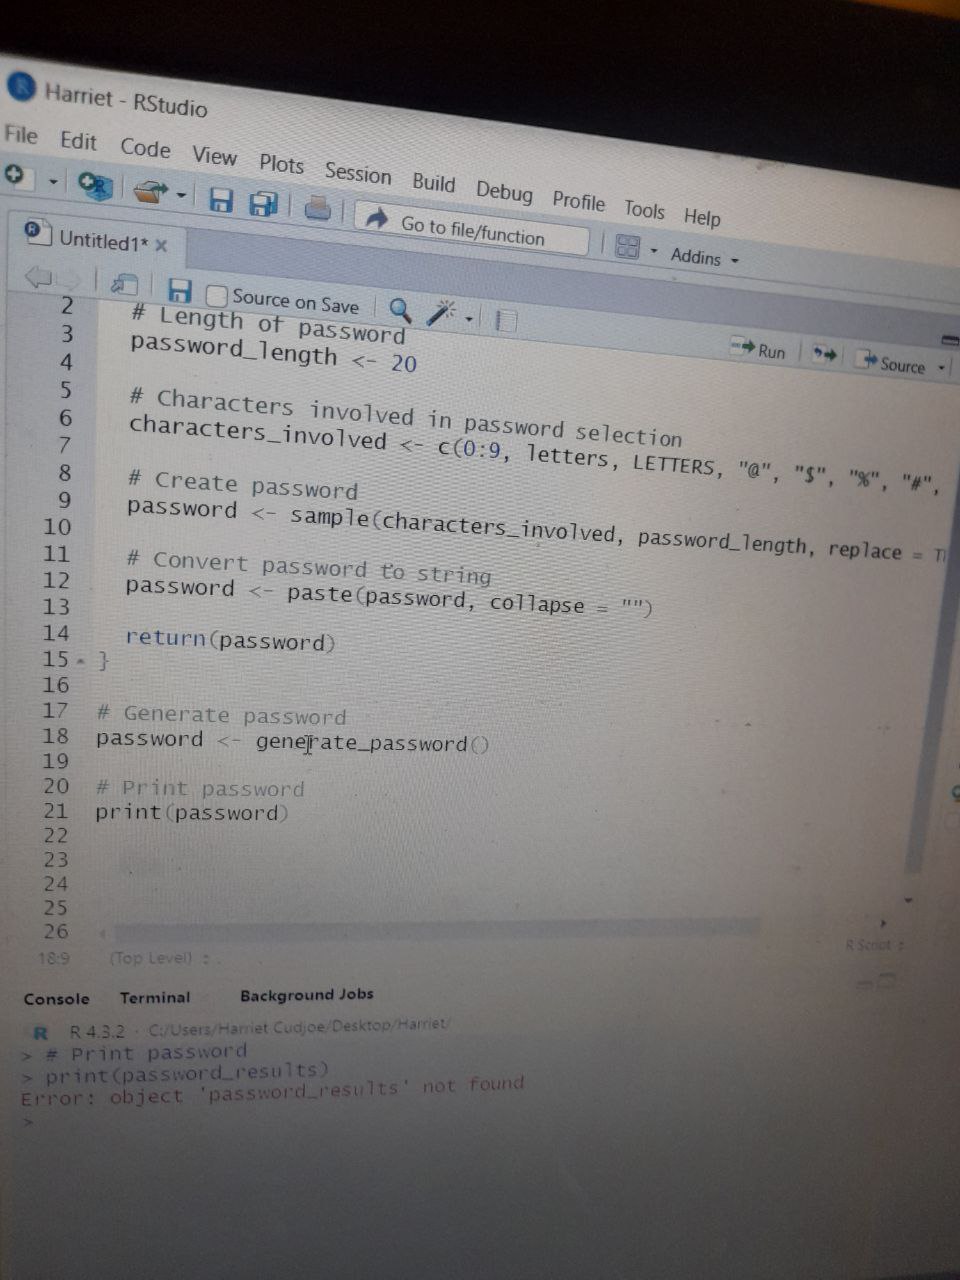 Harriet - RStudio
File Edit Code View Plots Session Build Debug Profile Tools Help
Go to file/function Addins
Untitled1*
Source on Save Run Source
2 # Length of password
3 password_length <- 20
4
5 # Characters involved in password selection
6 characters_involved <- c(0:9, letters, LETTERS, "@", "$", "%", "#",
7
8 # Create password
9 password <- sample(characters_involved, password_length, replace =
10
11 # Convert password to string
12 password <- paste(password, collapse = "")
13
14 return(password)
15 }
16
17 # Generate password
18 password <- generate_password()
19
20 # Print password
21 print(password)
22
23
24
25
26
18:9 (Top Level) R Script
Console Terminal Background Jobs
R R 4.3.2 · C:/Users/Harriet Cudjoe/Desktop/Harriet/
> # Print password
> print(password_results)
Error: object 'password_results' not found
>